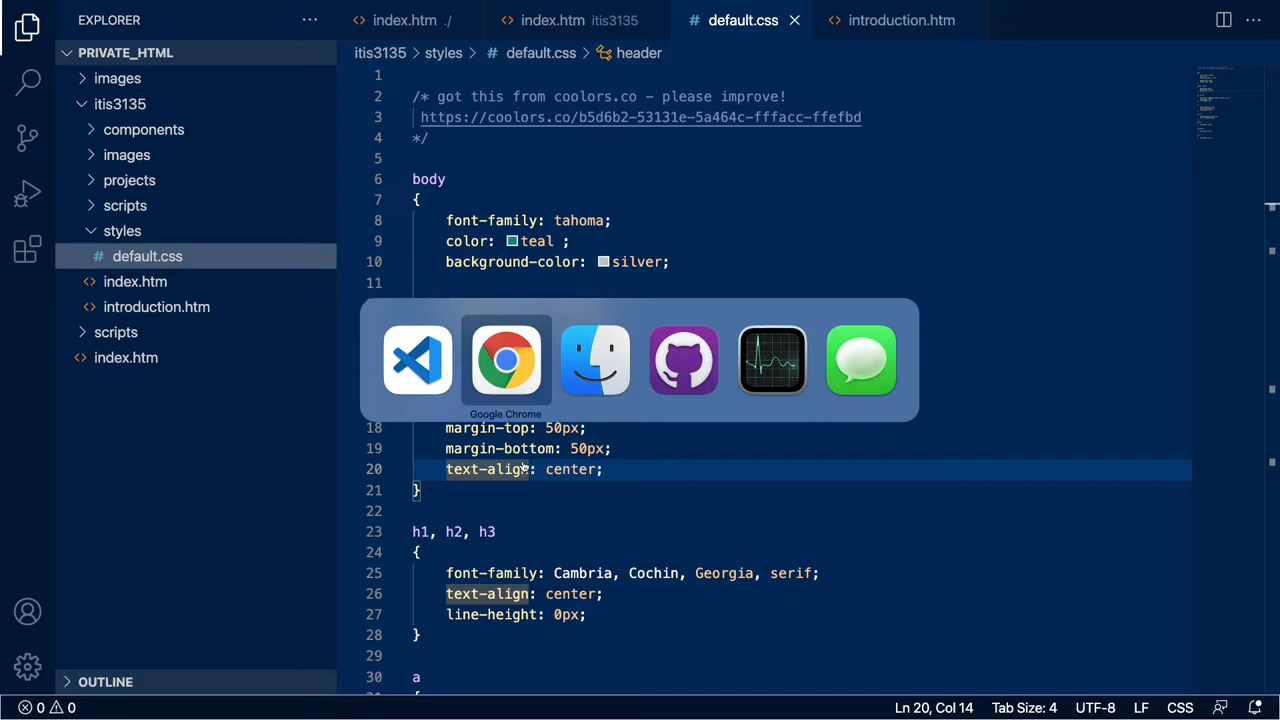 EXPLORER
PRIVATE_HTML
images
itis3135
components
images
projects
scripts
styles
# default.css
<> index.htm
<> introduction.htm
scripts
<> index.htm
OUTLINE
<> index.htm ./
<> index.htm itis3135
# default.css
<> introduction.htm
itis3135 > styles > # default.css > header
1
2 /* got this from coolors.co - please improve!
3 https://coolors.co/b5d6b2-53131e-5a464c-fffacc-ffefbd
4 */
5
6 body
7 {
8 font-family: tahoma;
9 color: teal ;
10 background-color: silver;
11
Google Chrome
18 margin-top: 50px;
19 margin-bottom: 50px;
20 text-align: center;
21 }
22
23 h1, h2, h3
24 {
25 font-family: Cambria, Cochin, Georgia, serif;
26 text-align: center;
27 line-height: 0px;
28 }
29
30 a
0 0
Ln 20, Col 14 Tab Size: 4 UTF-8 LF CSS